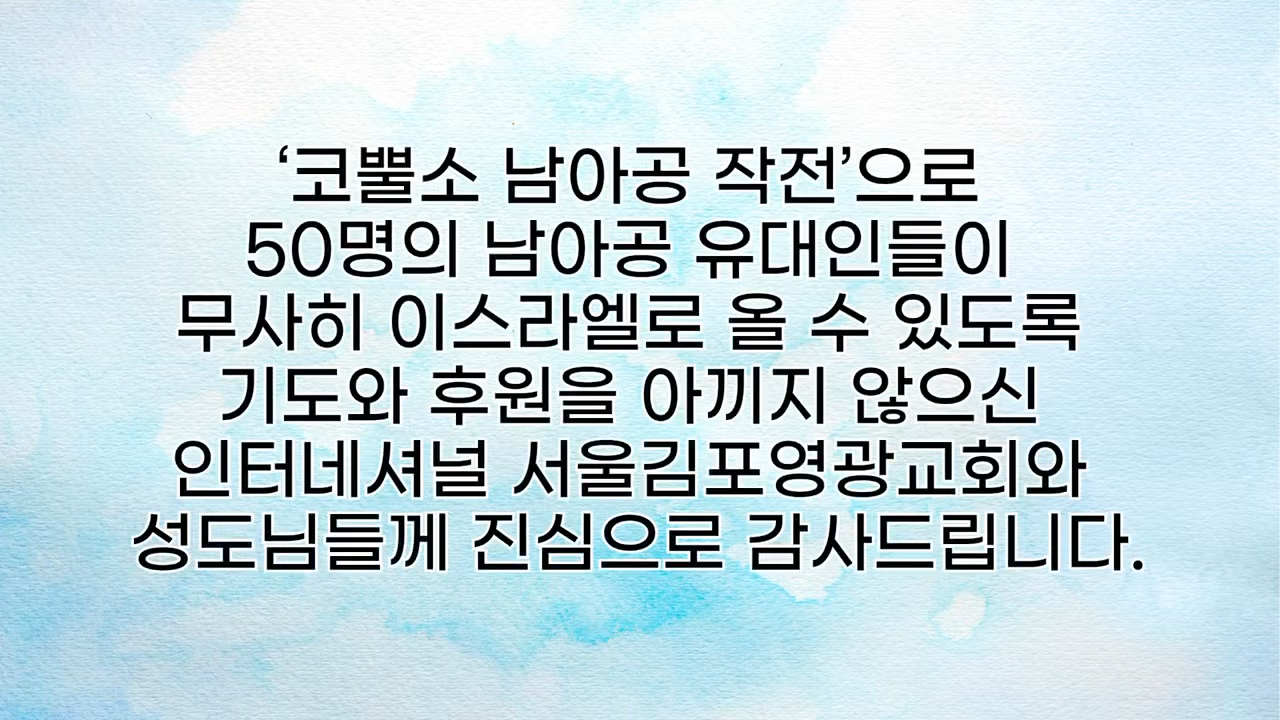 ‘코뿔소 남아공 작전’으로
50명의 남아공 유대인들이
무사히 이스라엘로 올 수 있도록
기도와 후원을 아끼지 않으신
인터네셔널 서울김포영광교회와
성도님들께 진심으로 감사드립니다.